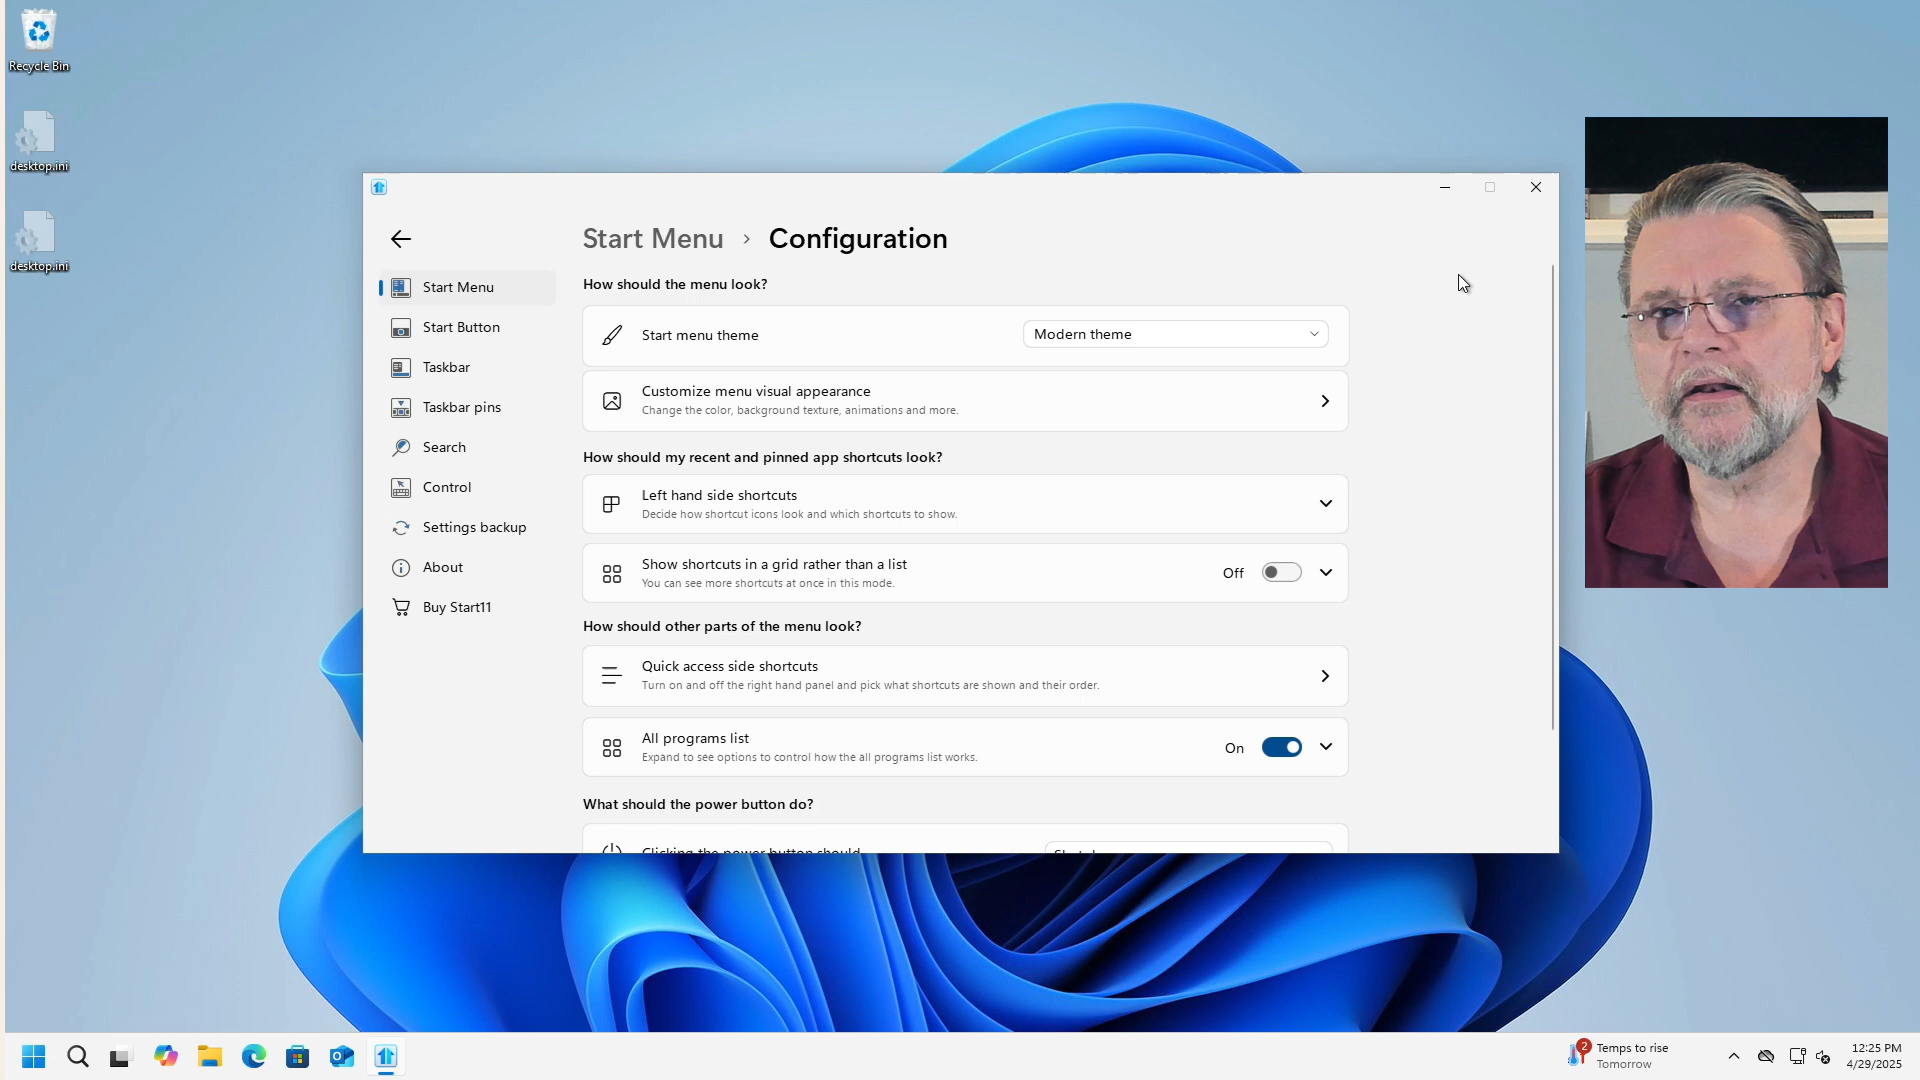 Recycle Bin
desktop.ini
desktop.ini
Start Menu › Configuration
Start Menu
Start Button
Taskbar
Taskbar pins
Search
Control
Settings backup
About
Buy Start11
How should the menu look?
Start menu theme
Modern theme
Customize menu visual appearance
Change the color, background texture, animations and more.
How should my recent and pinned app shortcuts look?
Left hand side shortcuts
Decide how shortcut icons look and which shortcuts to show.
Show shortcuts in a grid rather than a list
You can see more shortcuts at once in this mode.
Off
How should other parts of the menu look?
Quick access side shortcuts
Turn on and off the right hand panel and pick what shortcuts are shown and their order.
All programs list
Expand to see options to control how the all programs list works.
On
What should the power button do?
Clicking the power button should
2
Temps to rise
Tomorrow
12:25 PM
4/29/2025